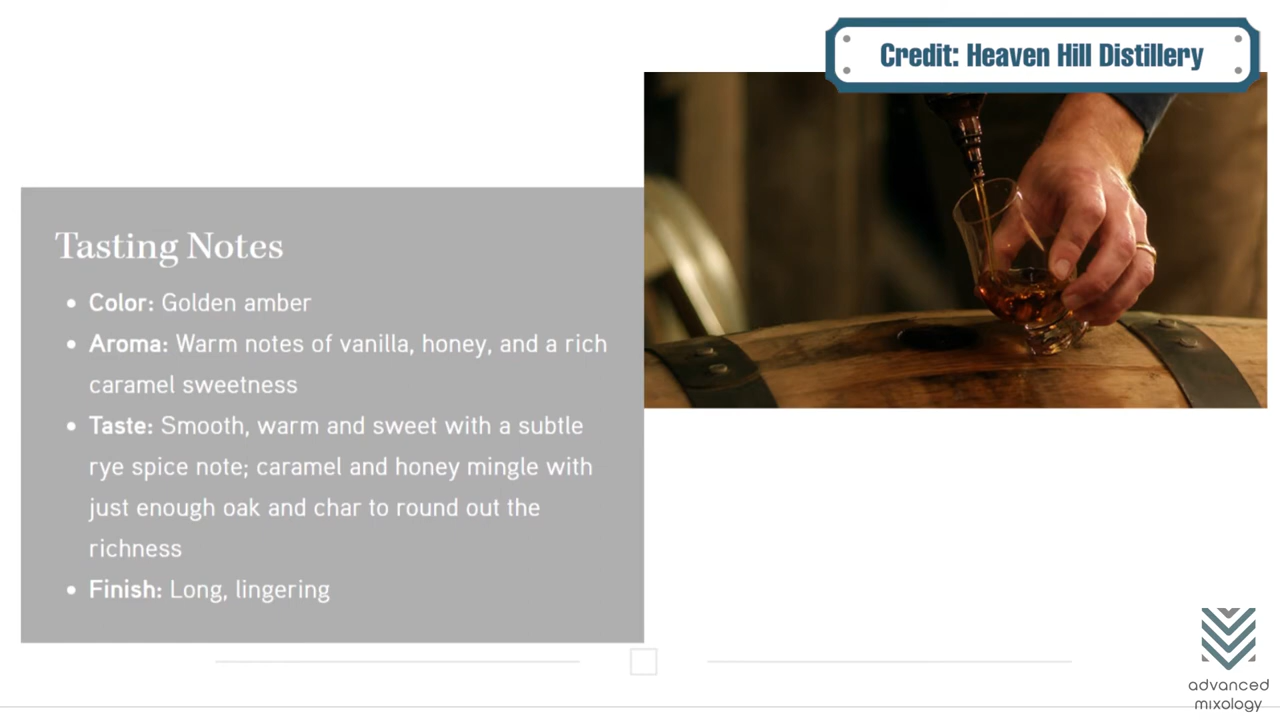 Credit: Heaven Hill Distillery
Tasting Notes
• Color: Golden amber
• Aroma: Warm notes of vanilla, honey, and a rich
caramel sweetness
• Taste: Smooth, warm and sweet with a subtle
rye spice note; caramel and honey mingle with
just enough oak and char to round out the
richness
• Finish: Long, lingering
advanced
mixology